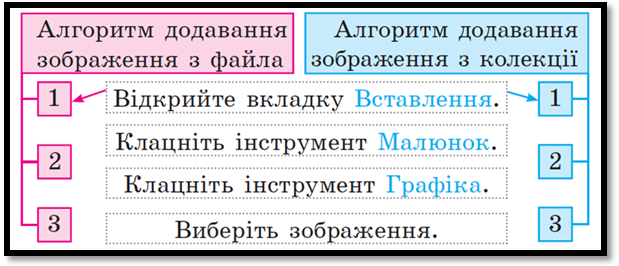 Алгоритм додавання
зображення з файла
Алгоритм додавання
зображення з колекції
1 Відкрийте вкладку Вставлення. 1
Клацніть інструмент Малюнок.
2 2
Клацніть інструмент Графіка.
3 Виберіть зображення. 3